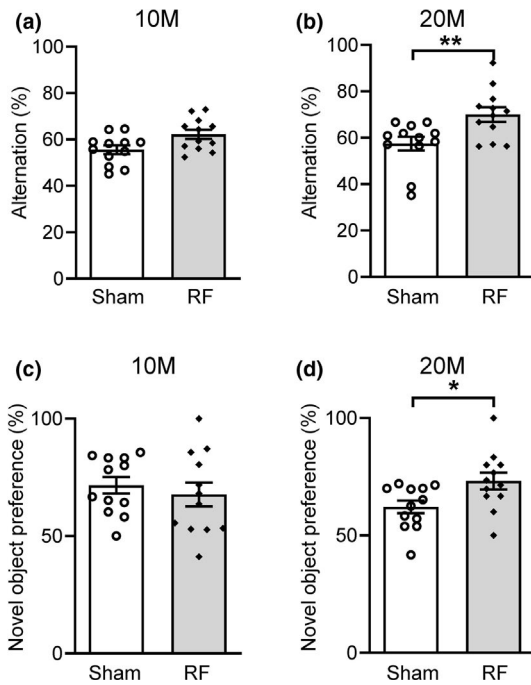 (a) 10M
Alternation (%)
100
80
60
40
20
0
Sham RF
(b) 20M
**
Alternation (%)
100
80
60
40
20
0
Sham RF
(c) 10M
Novel object preference (%)
100
50
0
Sham RF
(d) 20M
*
Novel object preference (%)
100
50
0
Sham RF